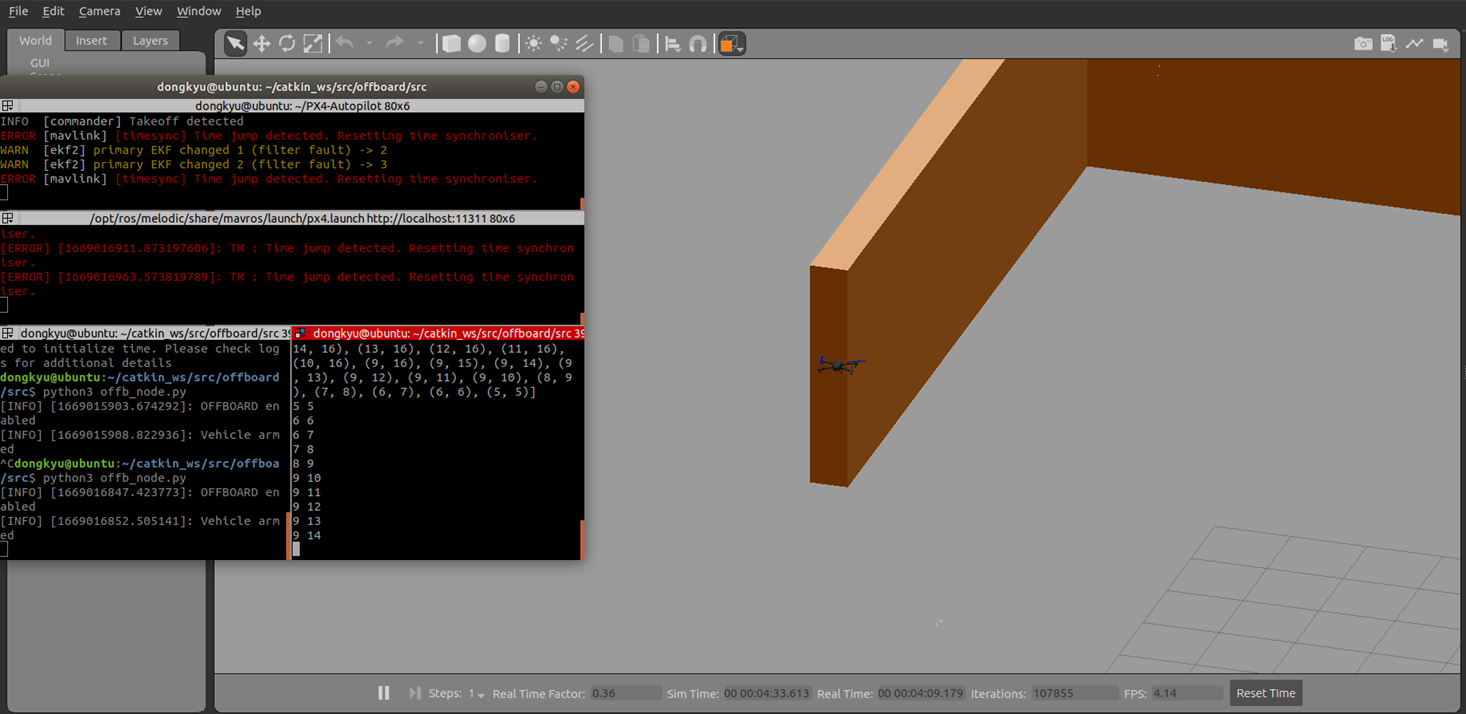 File Edit Camera View Window Help
World Insert Layers
GUI
dongkyu@ubuntu: ~/catkin_ws/src/offboard/src
dongkyu@ubuntu: ~/PX4-Autopilot 80x6
INFO [commander] Takeoff detected
ERROR [mavlink] [timesync] Time jump detected. Resetting time synchroniser.
WARN [ekf2] primary EKF changed 1 (filter fault) -> 2
WARN [ekf2] primary EKF changed 2 (filter fault) -> 3
ERROR [mavlink] [timesync] Time jump detected. Resetting time synchroniser.
/opt/ros/melodic/share/mavros/launch/px4.launch http://localhost:11311 80x6
iser.
[ERROR] [1669016911.873197606]: TM : Time jump detected. Resetting time synchron
iser.
[ERROR] [1669016963.573819789]: TM : Time jump detected. Resetting time synchron
iser.
dongkyu@ubuntu: ~/catkin_ws/src/offboard/src 39
ed to initialize time. Please check log
s for additional details
dongkyu@ubuntu:~/catkin_ws/src/offboard
/src$ python3 offb_node.py
[INFO] [1669015903.674292]: OFFBOARD en
abled
[INFO] [1669015908.822936]: Vehicle arm
ed
^Cdongkyu@ubuntu:~/catkin_ws/src/offboa
/src$ python3 offb_node.py
[INFO] [1669016847.423773]: OFFBOARD en
abled
[INFO] [1669016852.505141]: Vehicle arm
ed
dongkyu@ubuntu: ~/catkin_ws/src/offboard/src 39
14, 16), (13, 16), (12, 16), (11, 16),
(10, 16), (9, 16), (9, 15), (9, 14), (9
, 13), (9, 12), (9, 11), (9, 10), (8, 9
), (7, 8), (6, 7), (6, 6), (5, 5)]
5 5
6 6
6 7
7 8
8 9
9 10
9 11
9 12
9 13
9 14
LOG
Steps: 1 Real Time Factor: 0.36 Sim Time: 00 00:04:33.613 Real Time: 00 00:04:09.179 Iterations: 107855 FPS: 4.14 Reset Time